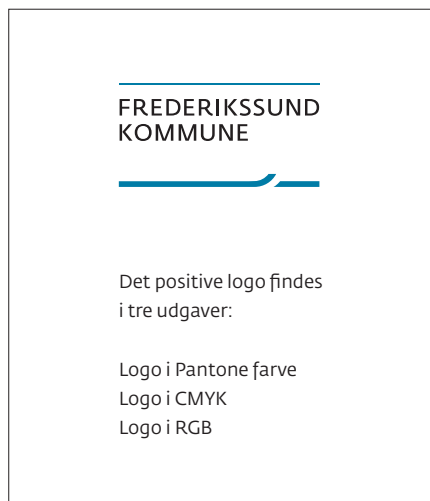 FREDERIKSSUND
KOMMUNE
Det positive logo findes
i tre udgaver:
Logo i Pantone farve
Logo i CMYK
Logo i RGB